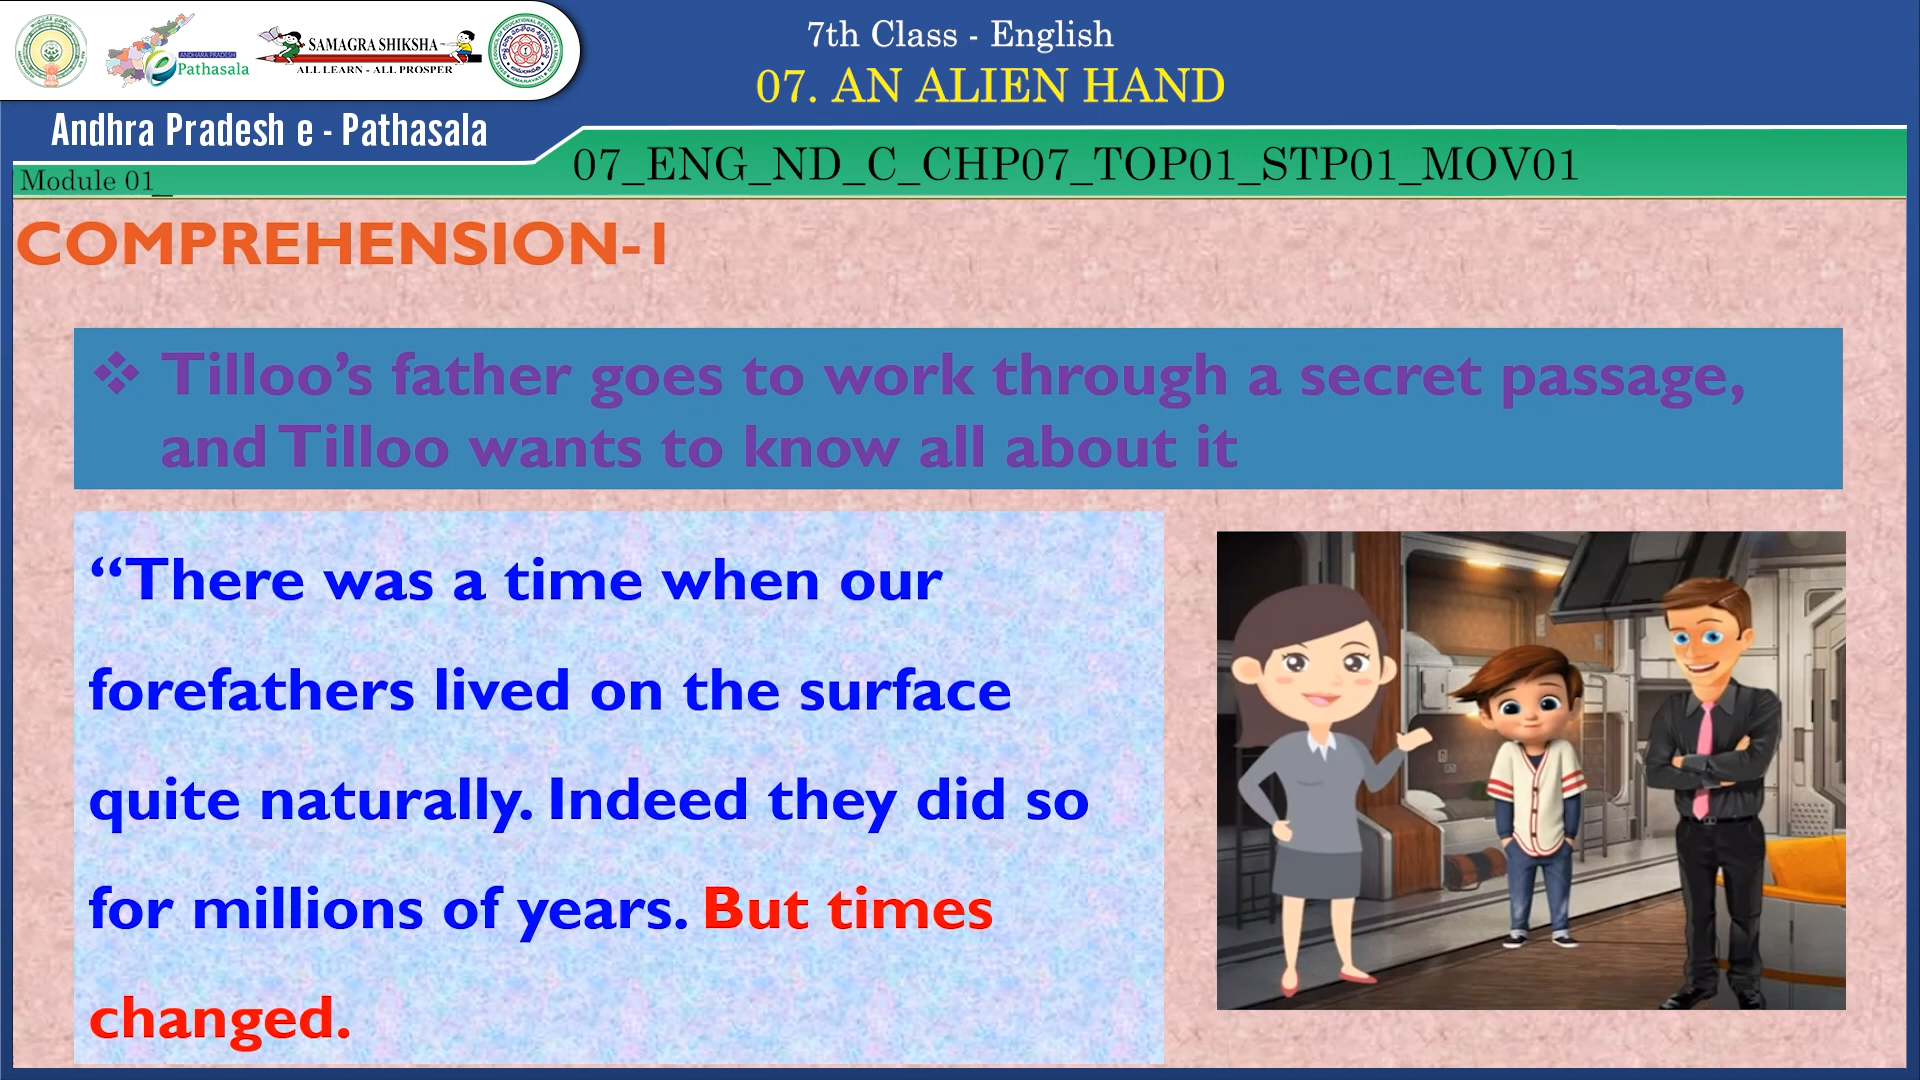 ANDHRA PRADESH
Pathasala
SAMAGRA SHIKSHA
ALL LEARN - ALL PROSPER
7th Class - English
07. AN ALIEN HAND
Andhra Pradesh e - Pathasala
07_ENG_ND_C_CHP07_TOP01_STP01_MOV01
Module 01_
COMPREHENSION-1
❖ Tilloo’s father goes to work through a secret passage,
and Tilloo wants to know all about it
“There was a time when our
forefathers lived on the surface
quite naturally. Indeed they did so
for millions of years. But times
changed.